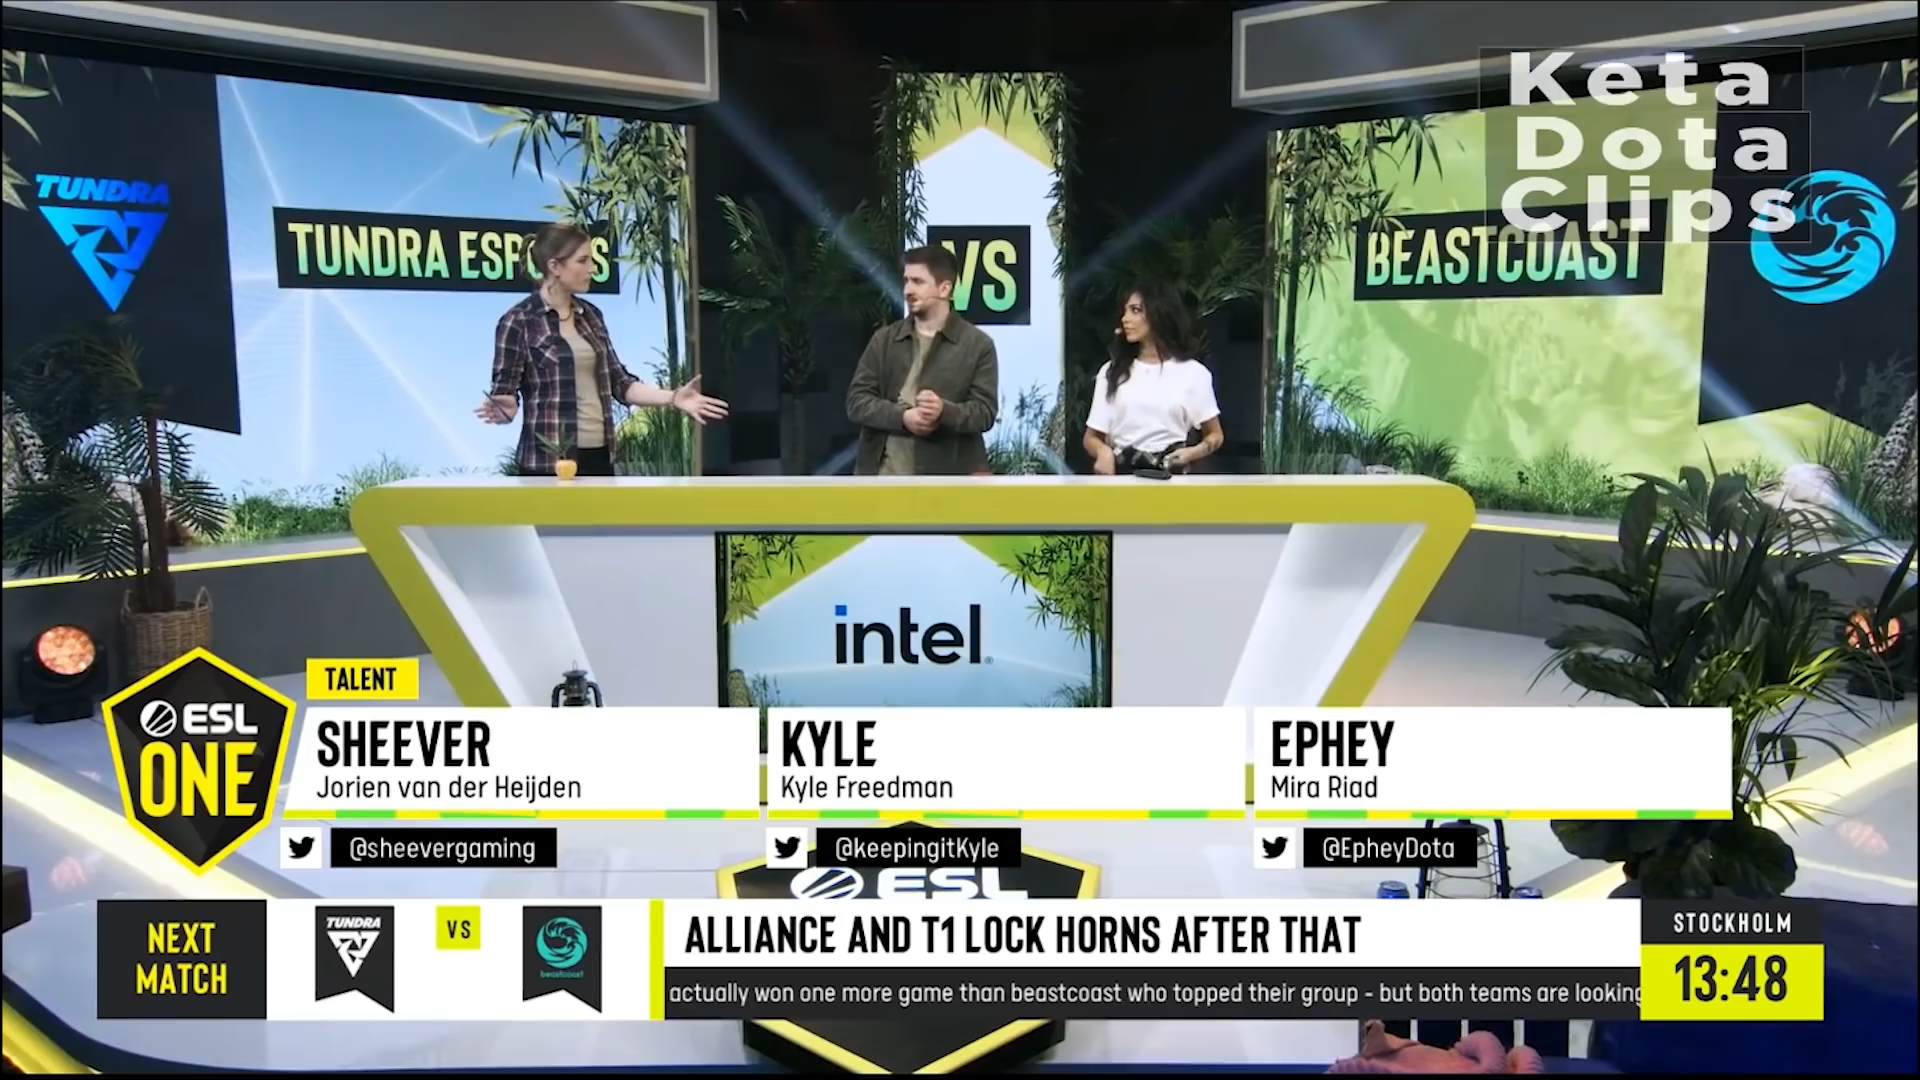 Keta
Dota
Clips
TUNDRA
TUNDRA ESPORTS
VS
BEASTCOAST
intel
TALENT
ESL
ONE
SHEEVER
Jorien van der Heijden
@sheevergaming
KYLE
Kyle Freedman
@keepingitKyle
EPHEY
Mira Riad
@EpheyDota
ESL
NEXT
MATCH
TUNDRA
VS
beastcoast
ALLIANCE AND T1 LOCK HORNS AFTER THAT
actually won one more game than beastcoast who topped their group - but both teams are looking
STOCKHOLM
13:48